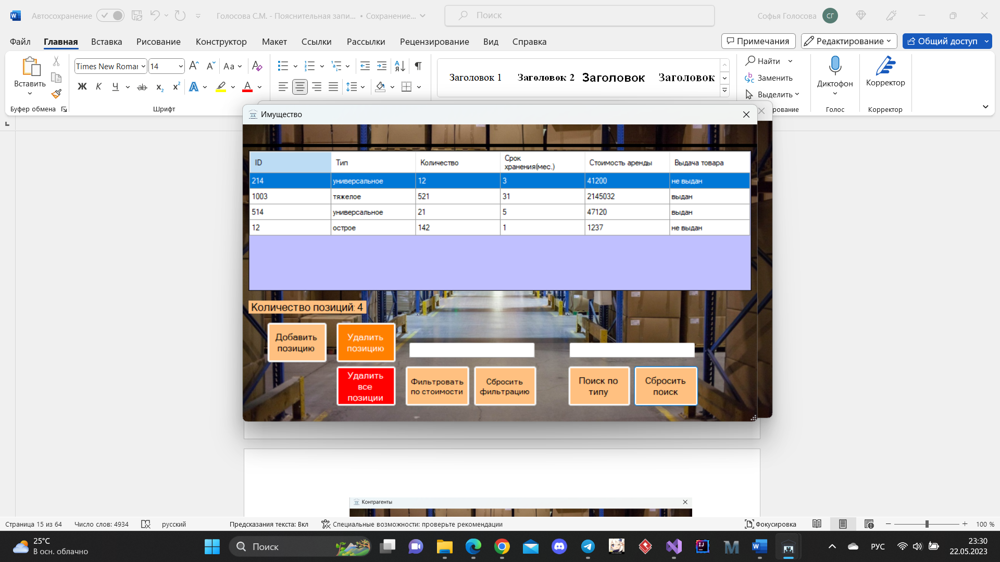 Автосохранение
Голосова С.М. - Пояснительная запи... • Сохранение...
Поиск
Софья Голосова
СГ
Файл Главная Вставка Рисование Конструктор Макет Ссылки Рассылки Рецензирование Вид Справка
Примечания
Редактирование
Общий доступ
Вставить
Буфер обмена
Times New Roman
14
Шрифт
Заголовок 1
Заголовок 2
Заголовок
Заголовок
Найти
Заменить
Выделить
рование
Диктофон
Голос
Корректор
Корректор
Имущество
ID Тип Количество Срок хранения(мес.) Стоимость аренды Выдача товара
214 универсальное 12 3 41200 не выдан
1003 тяжелое 521 31 2145032 выдан
514 универсальное 21 5 47120 выдан
12 острое 142 1 1237 не выдан
Количество позиций: 4
Добавить
позицию
Удалить
позицию
Удалить
все
позиции
Фильтровать
по стоимости
Сбросить
фильтрацию
Поиск по
типу
Сбросить
поиск
Контрагенты
Страница 15 из 64
Число слов: 4934
русский
Предсказания текста: Вкл
Специальные возможности: проверьте рекомендации
Фокусировка
100 %
25°C
В осн. облачно
Поиск
РУС
23:30
22.05.2023